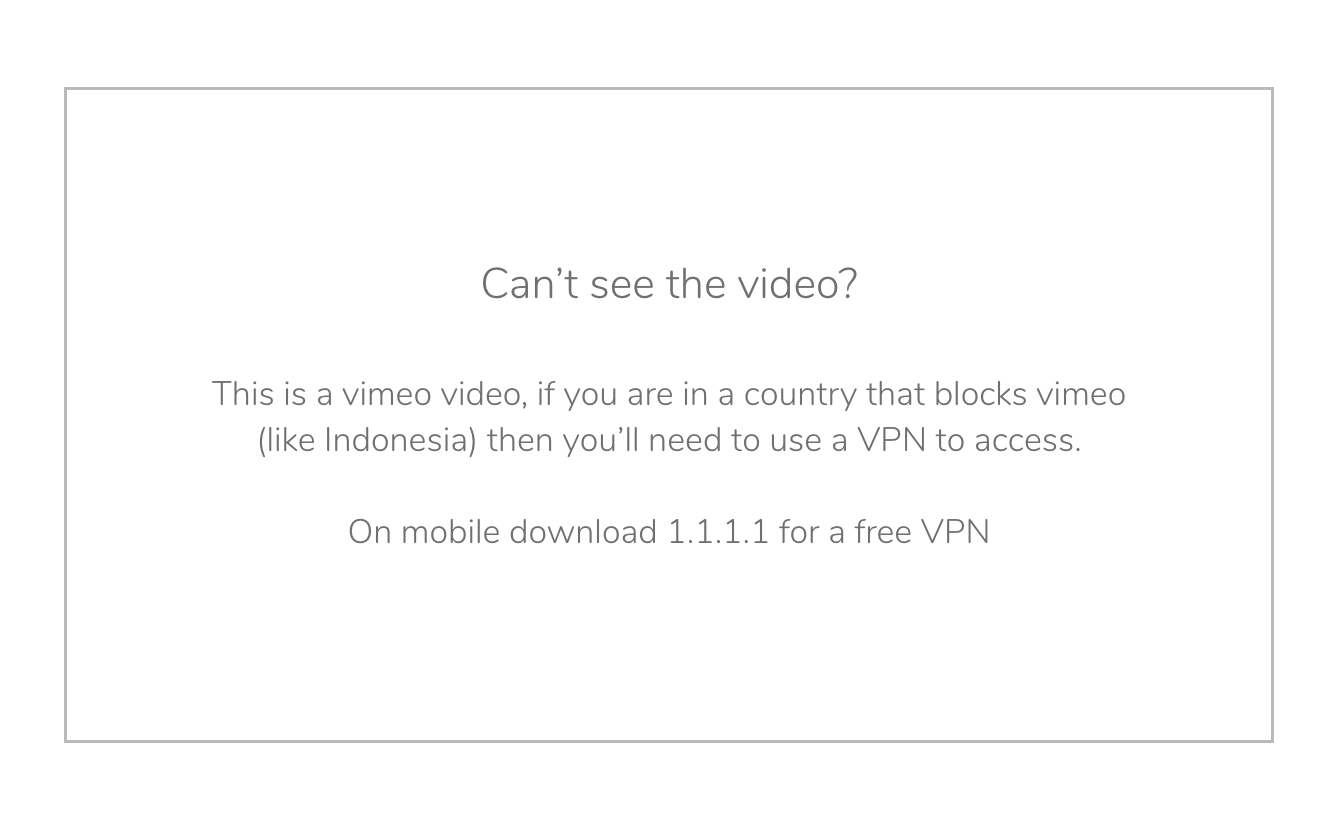 Can’t see the video?
This is a vimeo video, if you are in a country that blocks vimeo
(like Indonesia) then you’ll need to use a VPN to access.
On mobile download 1.1.1.1 for a free VPN